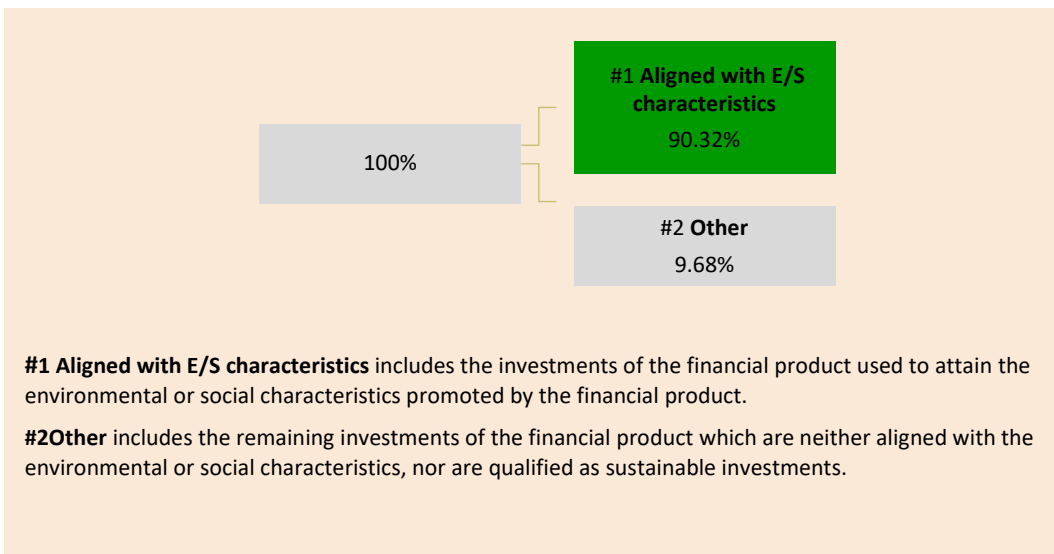 #1 Aligned with E/S
characteristics
90.32%
100%
#2 Other
9.68%
#1 Aligned with E/S characteristics includes the investments of the financial product used to attain the
environmental or social characteristics promoted by the financial product.
#2Other includes the remaining investments of the financial product which are neither aligned with the
environmental or social characteristics, nor are qualified as sustainable investments.